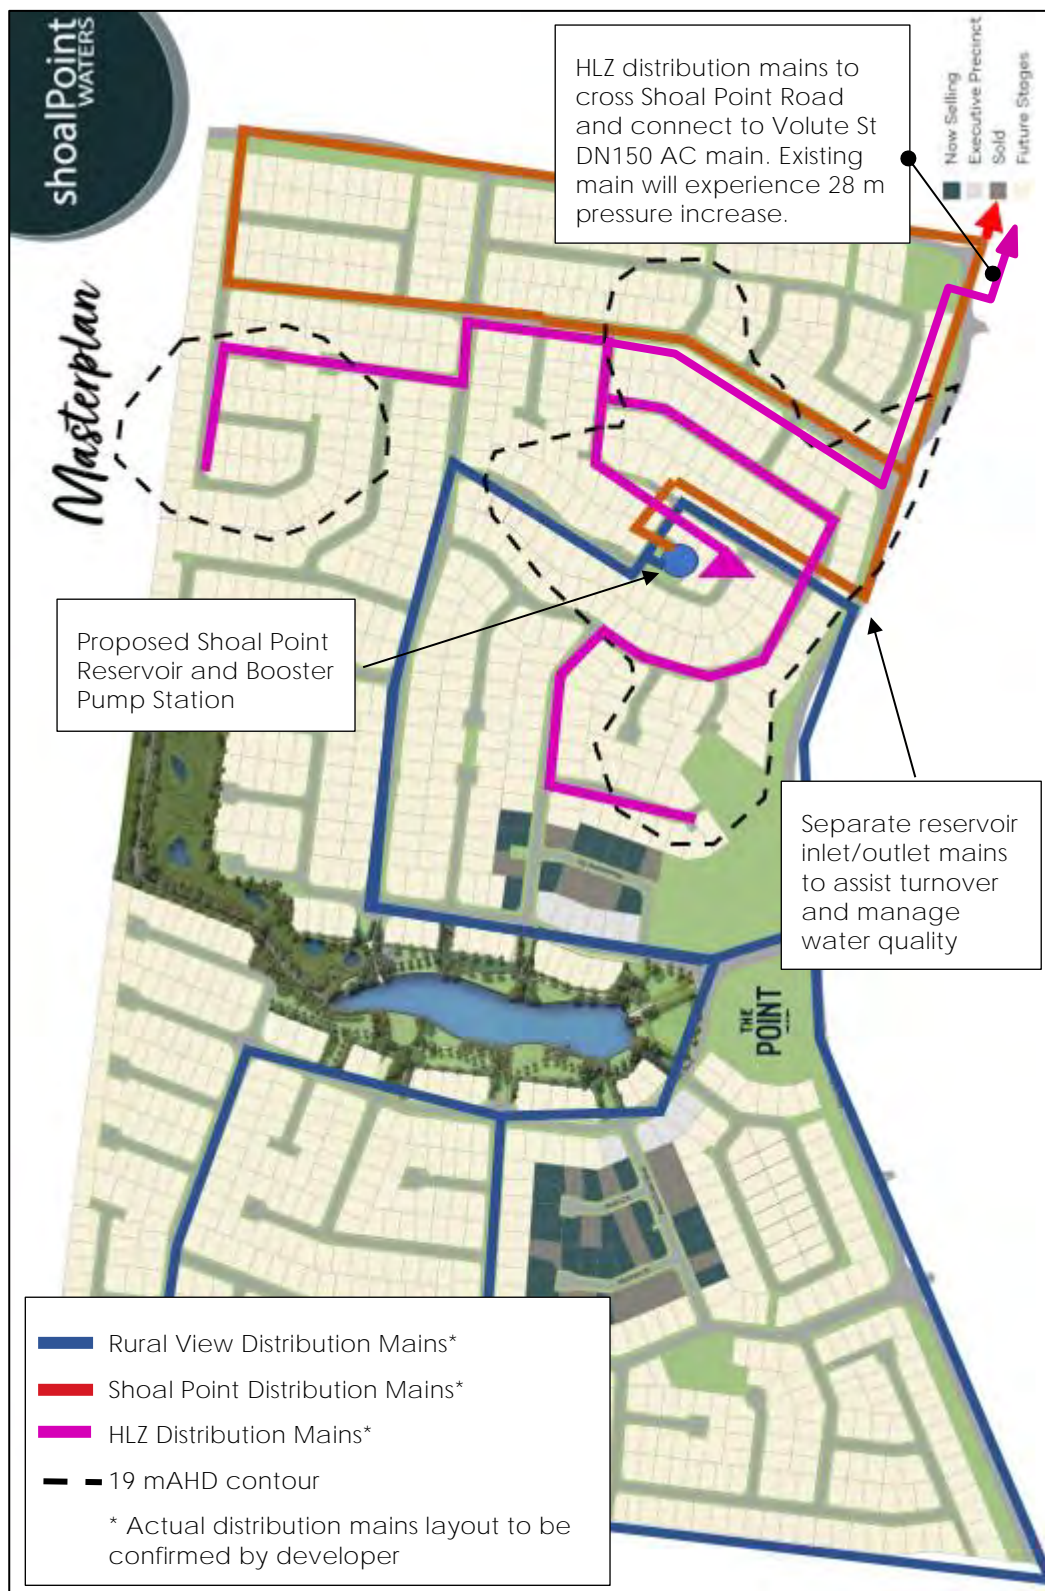 shoalPoint
WATERS
Masterplan
HLZ distribution mains to
cross Shoal Point Road
and connect to Volute St
DN150 AC main. Existing
main will experience 28 m
pressure increase.
Now Selling
Executive Precinct
Sold
Future Stages
Proposed Shoal Point
Reservoir and Booster
Pump Station
Separate reservoir
inlet/outlet mains
to assist turnover
and manage
water quality
THE
POINT
Rural View Distribution Mains*
Shoal Point Distribution Mains*
HLZ Distribution Mains*
19 mAHD contour
* Actual distribution mains layout to be
confirmed by developer